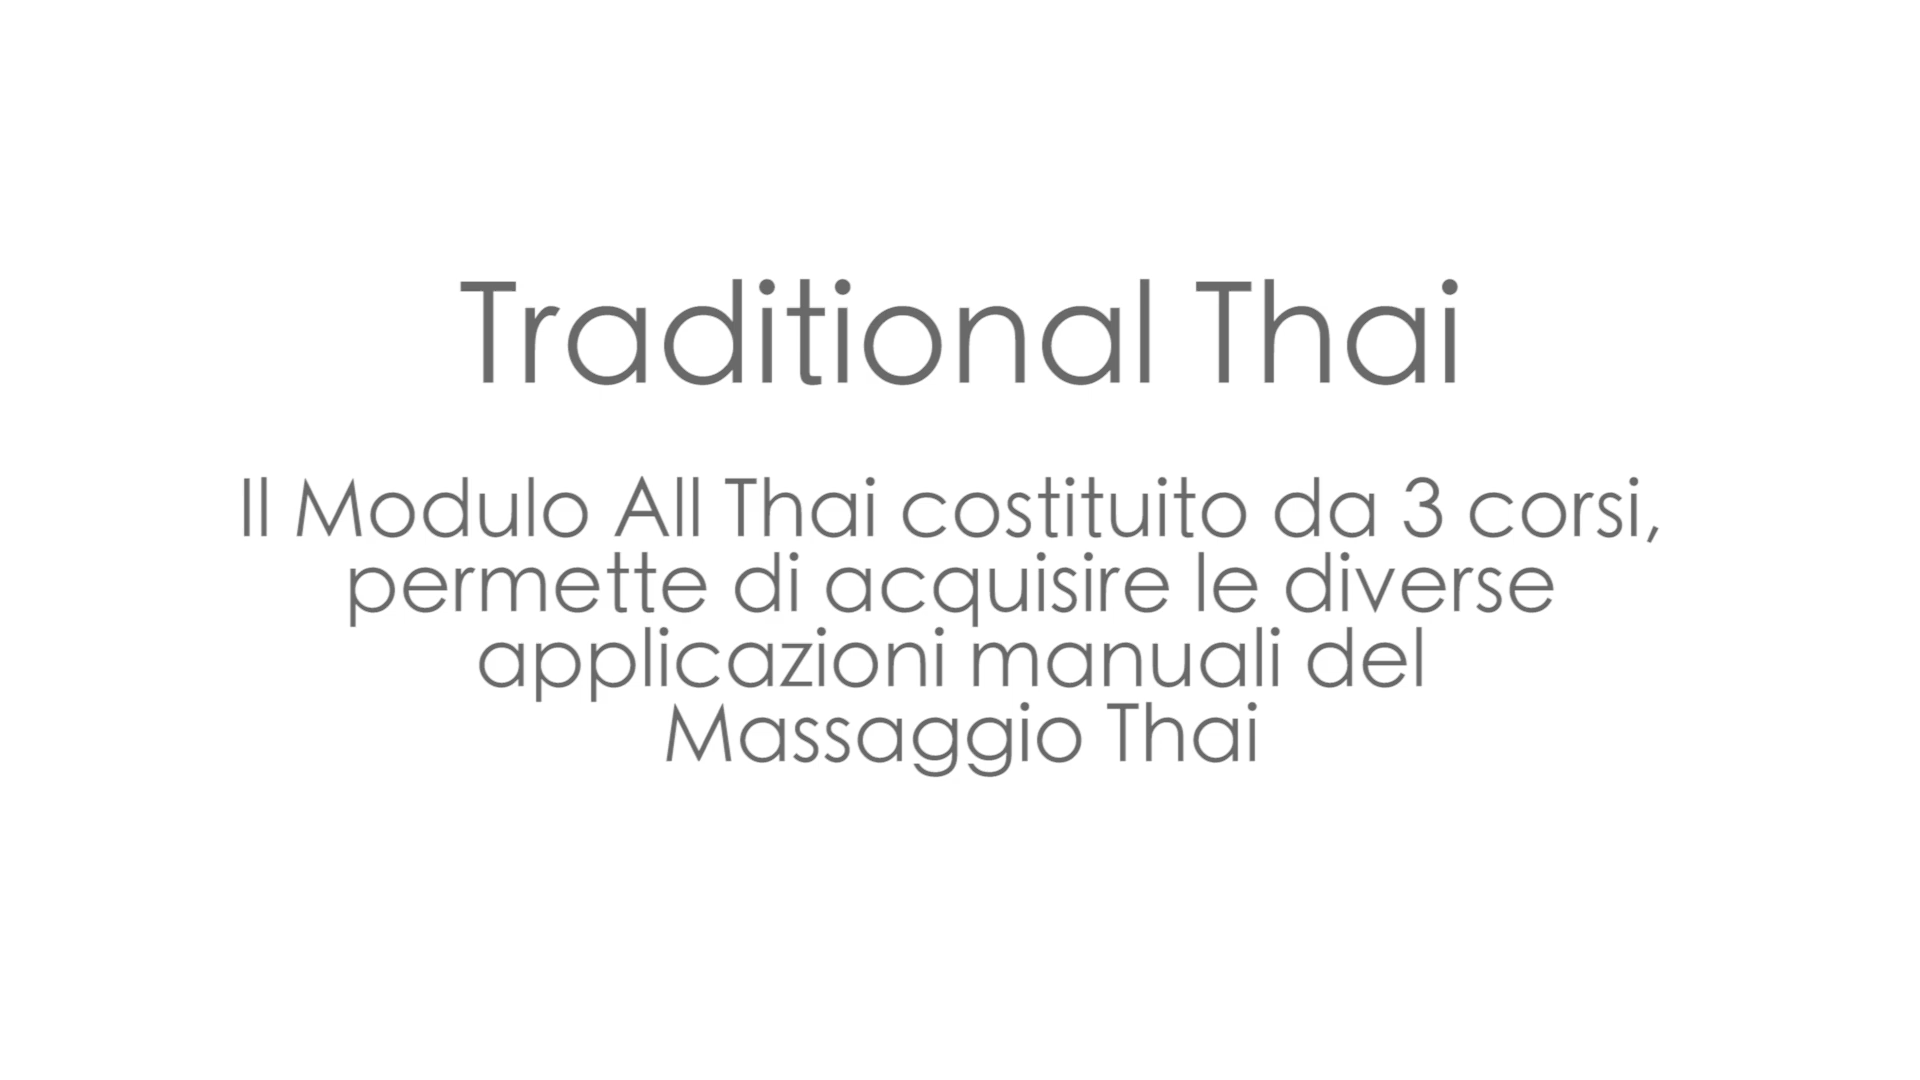 Traditional Thai
Il Modulo All Thai costituito da 3 corsi,
permette di acquisire le diverse
applicazioni manuali del
Massaggio Thai